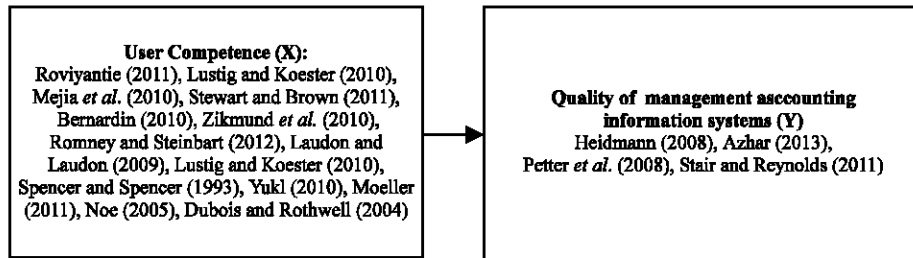 User Competence (X):
Roviyantie (2011), Lustig and Koester (2010),
Mejia et al. (2010), Stewart and Brown (2011),
Bernardin (2010), Zikmund et al. (2010),
Romney and Steinbart (2012), Laudon and
Laudon (2009), Lustig and Koester (2010),
Spencer and Spencer (1993), Yukl (2010), Moeller
(2011), Noe (2005), Dubois and Rothwell (2004)
Quality of management asccounting
information systems (Y)
Heidmann (2008), Azhar (2013),
Petter et al. (2008), Stair and Reynolds (2011)